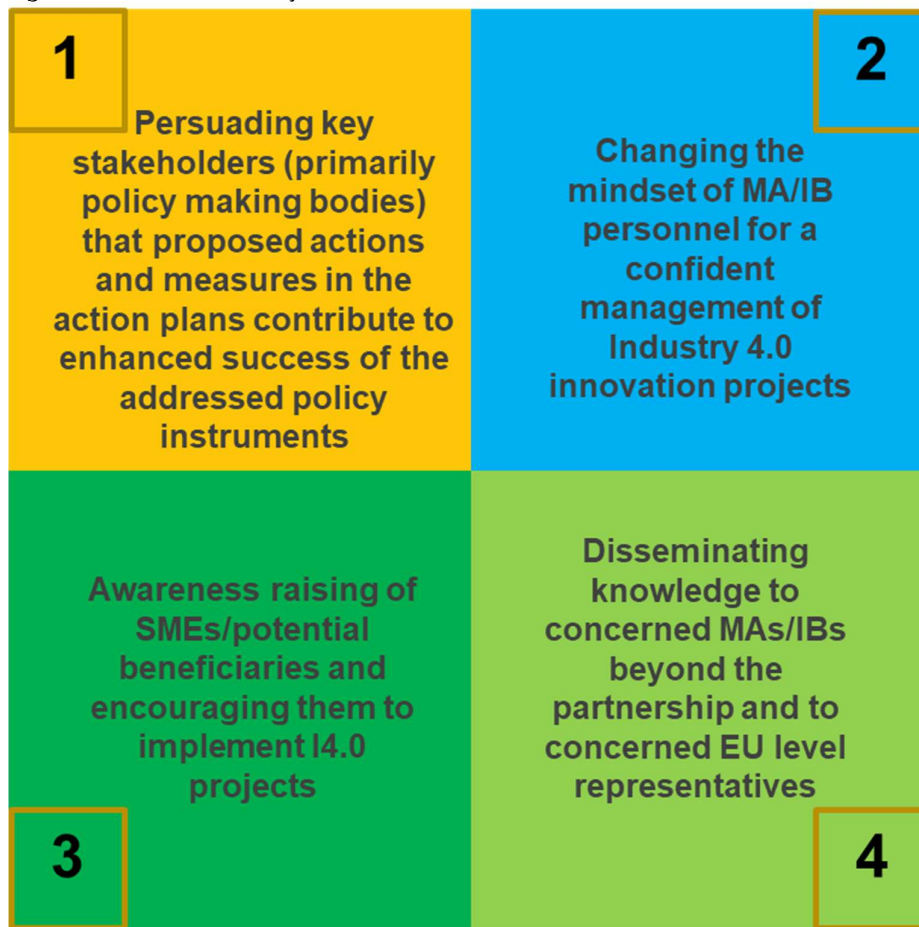 1
Persuading key
stakeholders (primarily
policy making bodies)
that proposed actions
and measures in the
action plans contribute to
enhanced success of the
addressed policy
instruments
2
Changing the
mindset of MA/IB
personnel for a
confident
management of
Industry 4.0
innovation projects
3
Awareness raising of
SMEs/potential
beneficiaries and
encouraging them to
implement I4.0
projects
4
Disseminating
knowledge to
concerned MAs/IBs
beyond the
partnership and to
concerned EU level
representatives